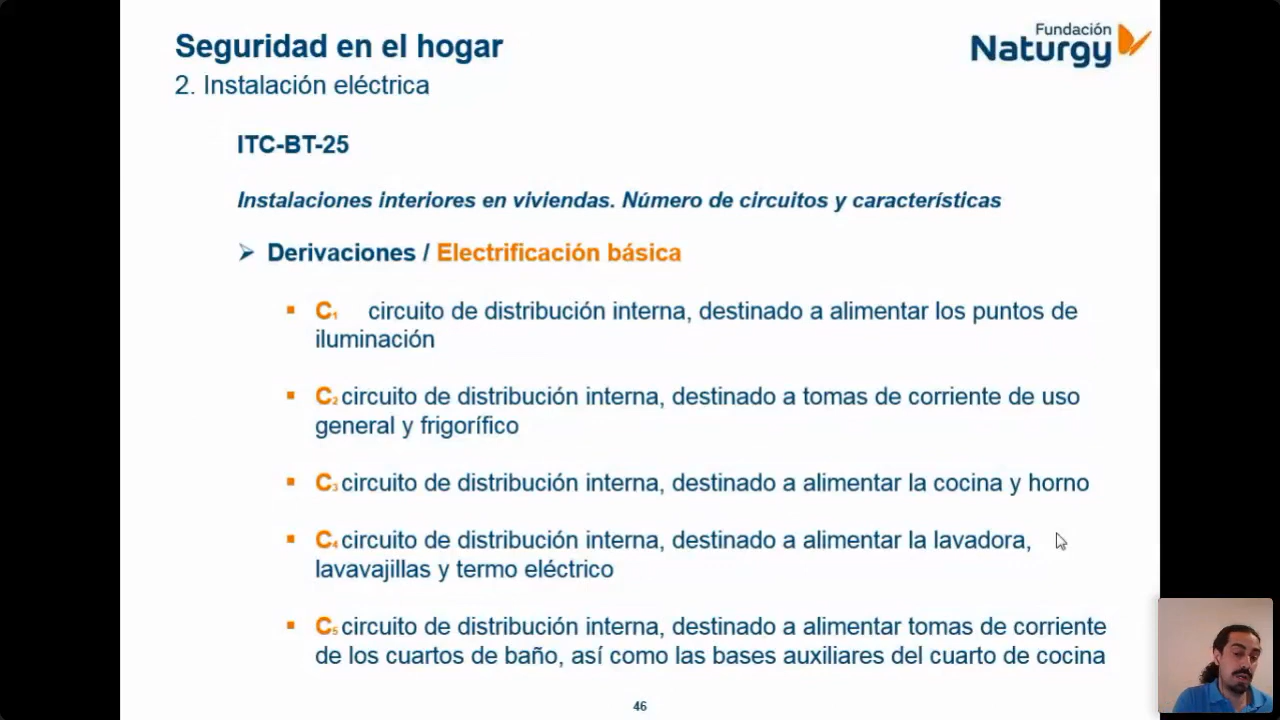 Seguridad en el hogar
Fundación
Naturgy
2. Instalación eléctrica
ITC-BT-25
Instalaciones interiores en viviendas. Número de circuitos y características
➢ Derivaciones / Electrificación básica
▪ C₁ circuito de distribución interna, destinado a alimentar los puntos de
iluminación
▪ C₂ circuito de distribución interna, destinado a tomas de corriente de uso
general y frigorífico
▪ C₃ circuito de distribución interna, destinado a alimentar la cocina y horno
▪ C₄ circuito de distribución interna, destinado a alimentar la lavadora,
lavavajillas y termo eléctrico
▪ C₅ circuito de distribución interna, destinado a alimentar tomas de corriente
de los cuartos de baño, así como las bases auxiliares del cuarto de cocina
46